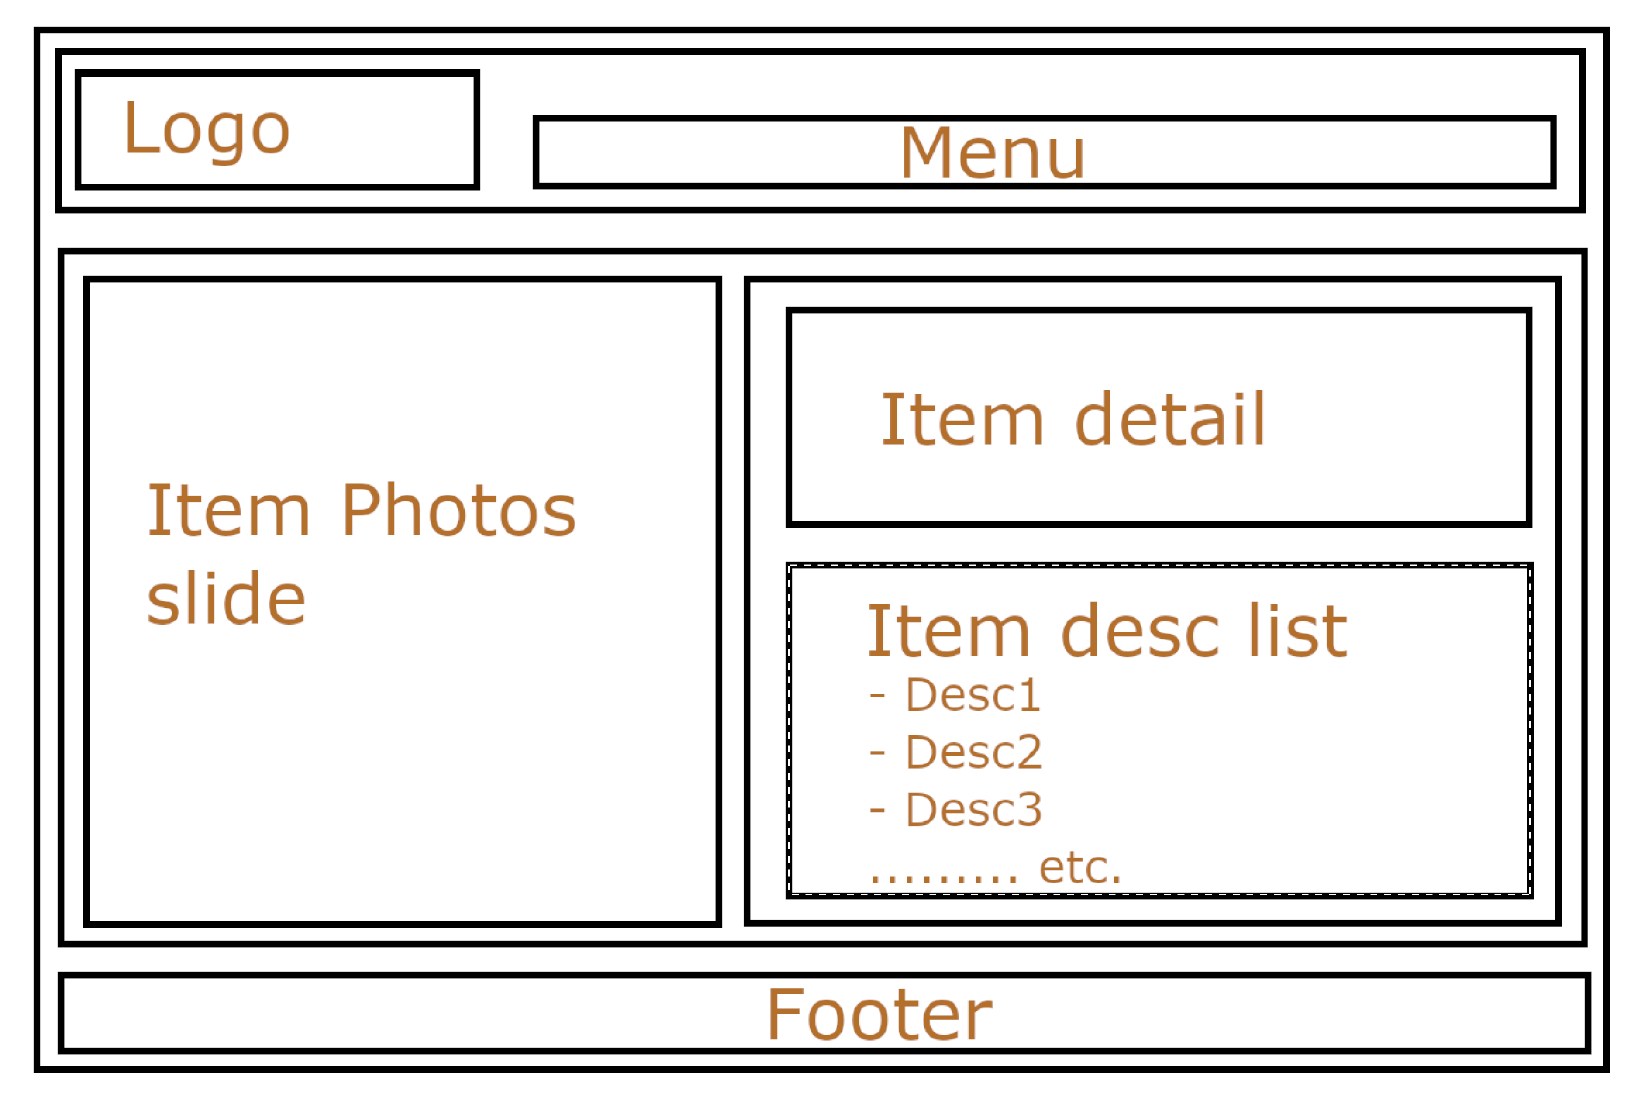 Logo
Menu
Item Photos
slide
Item detail
Item desc list
- Desc1
- Desc2
- Desc3
......... etc.
Footer